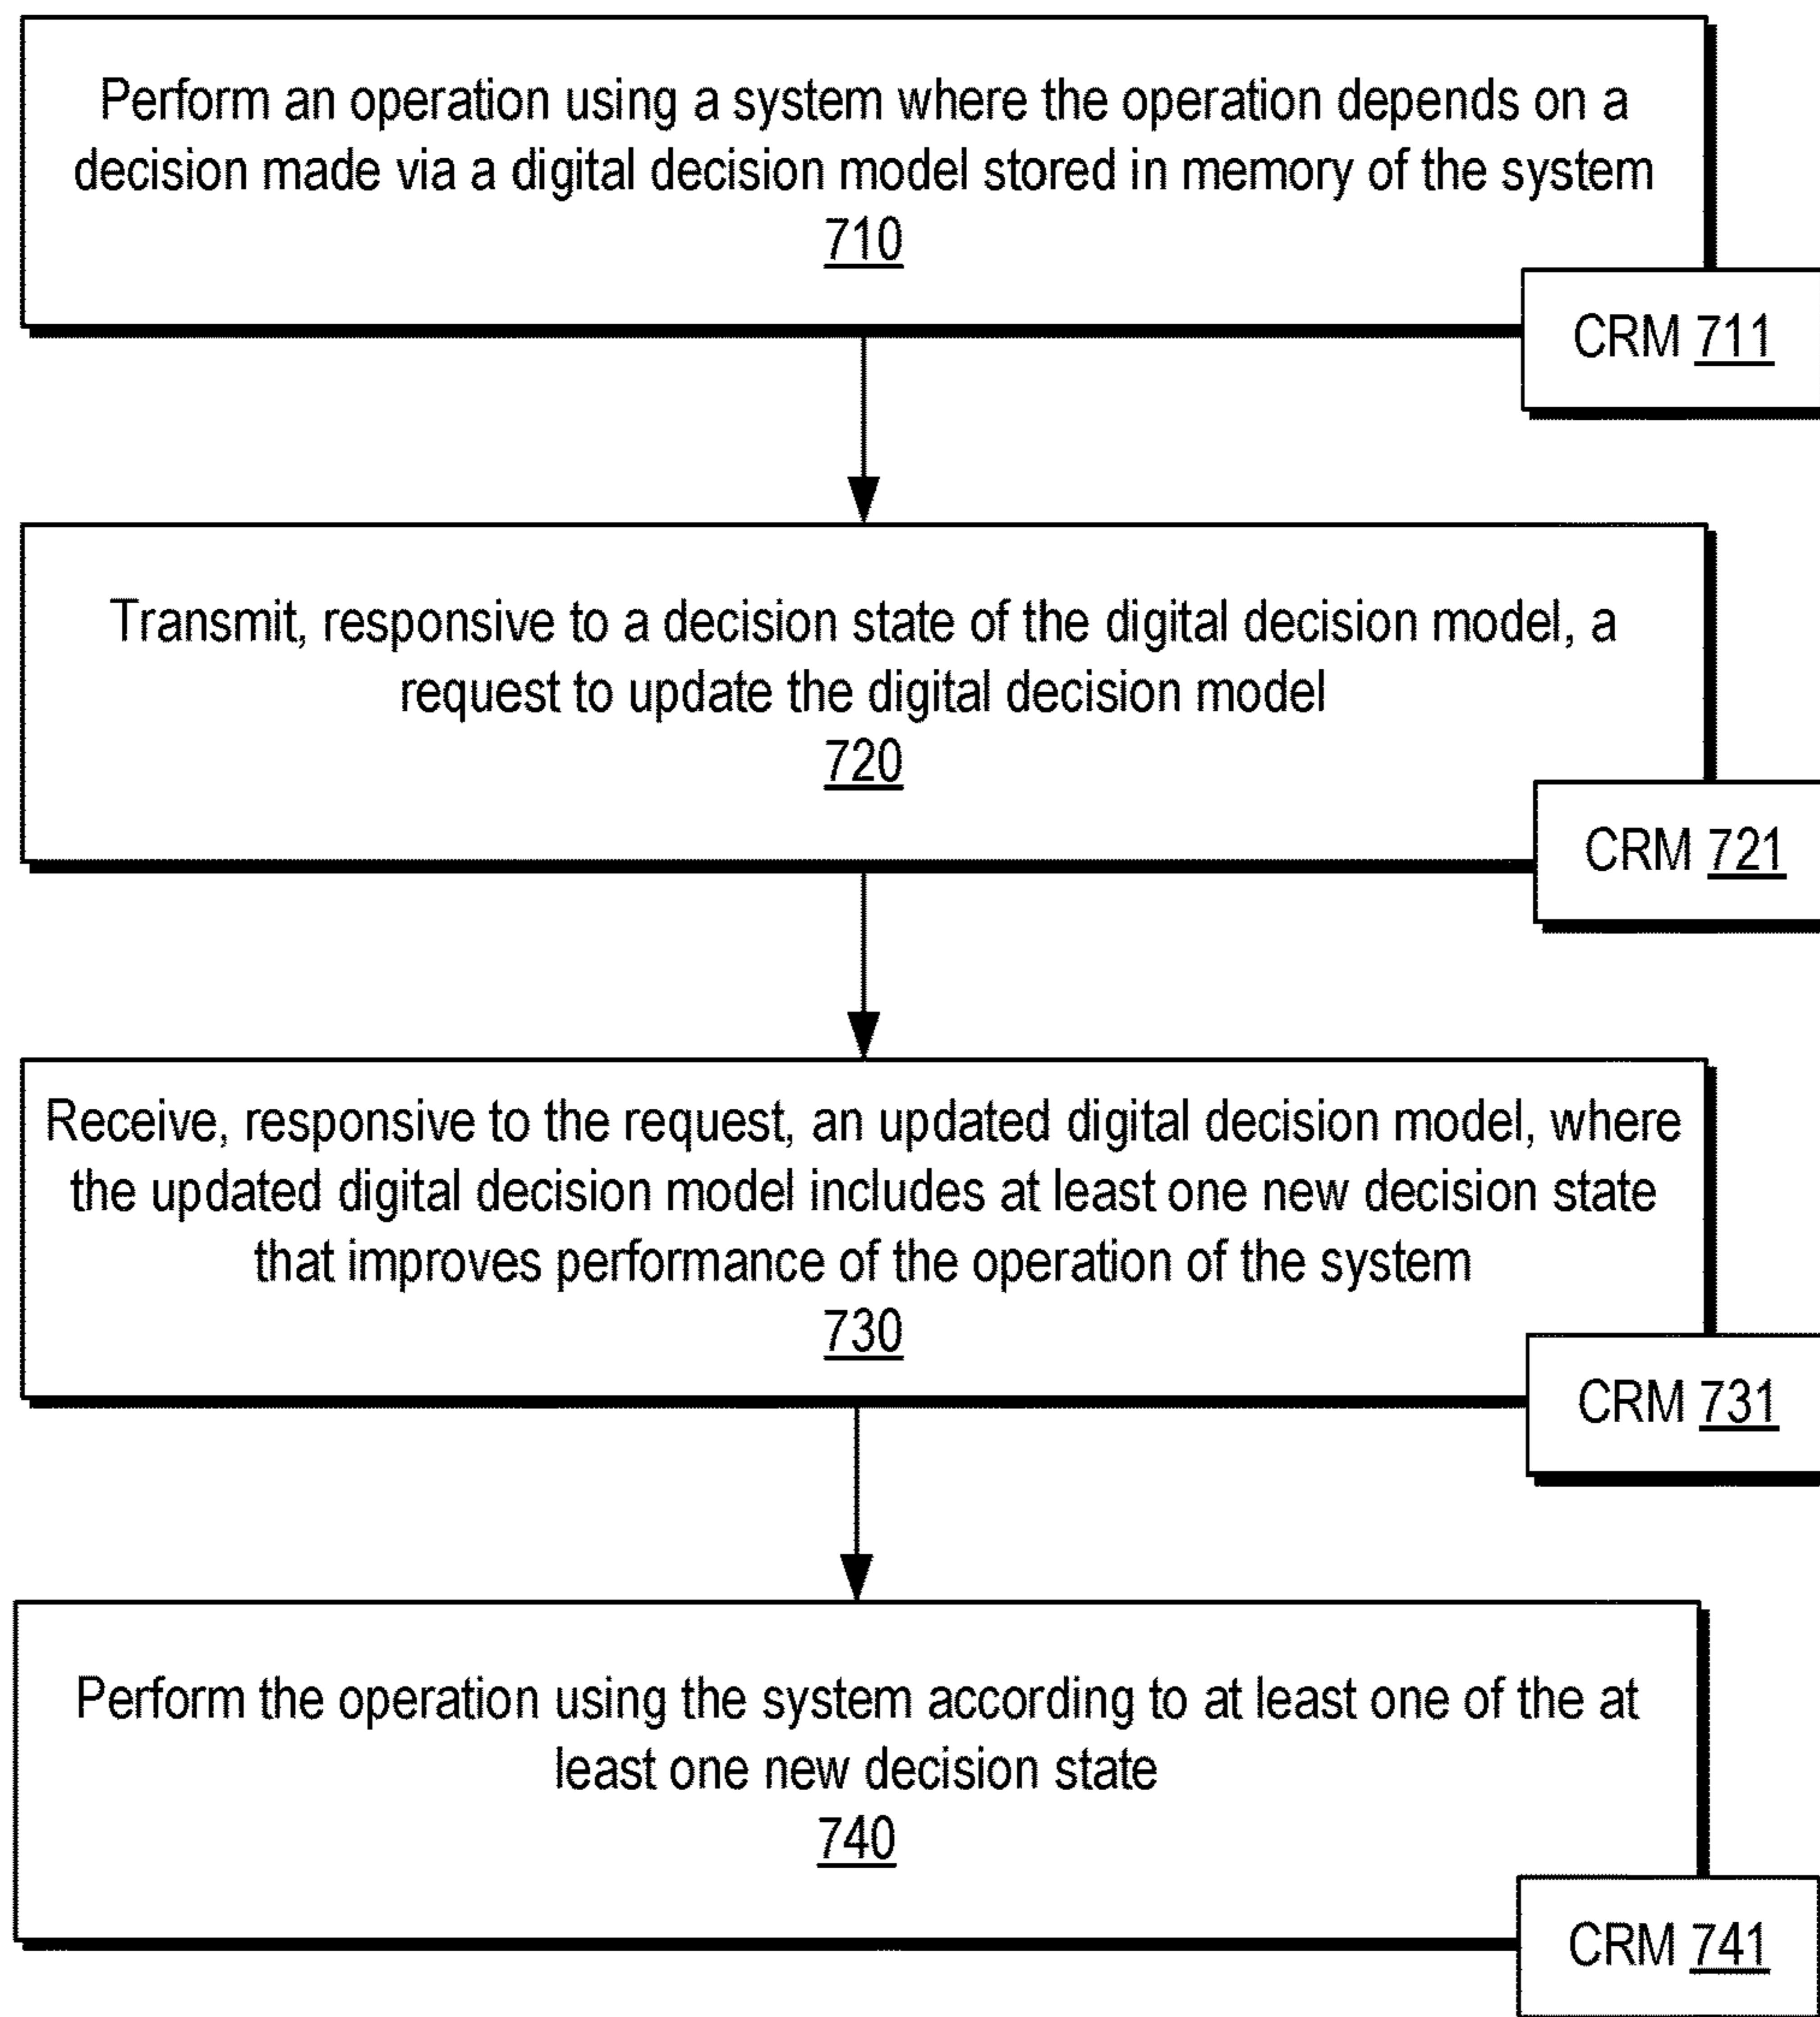 Perform an operation using a system where the operation depends on a
decision made via a digital decision model stored in memory of the system
710
CRM 711
Transmit, responsive to a decision state of the digital decision model, a
request to update the digital decision model
720
CRM 721
Receive, responsive to the request, an updated digital decision model, where
the updated digital decision model includes at least one new decision state
that improves performance of the operation of the system
730
CRM 731
Perform the operation using the system according to at least one of the at
least one new decision state
740
CRM 741